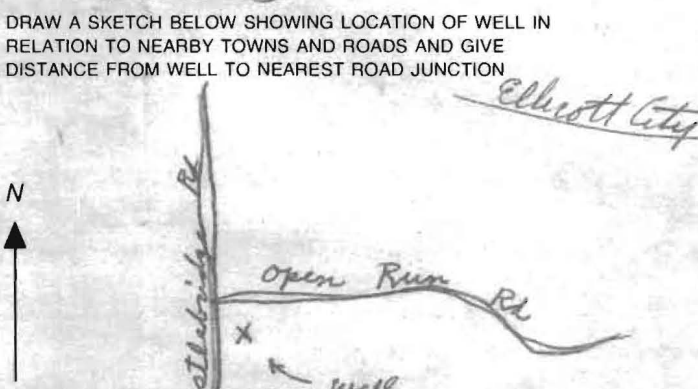 DRAW A SKETCH BELOW SHOWING LOCATION OF WELL IN
RELATION TO NEARBY TOWNS AND ROADS AND GIVE
DISTANCE FROM WELL TO NEAREST ROAD JUNCTION
Ellicott City
N
Rd
open Run Rd
X
well